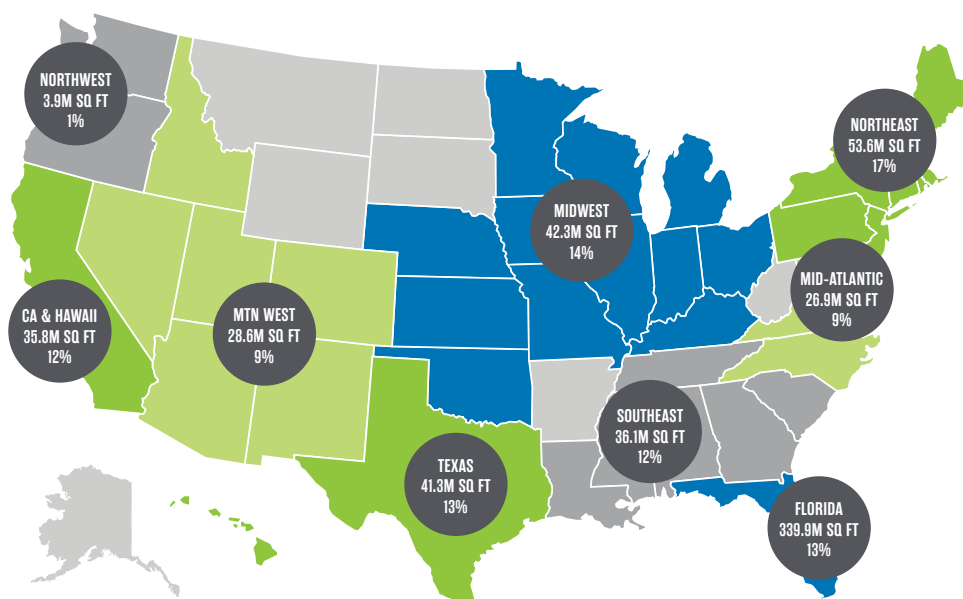 NORTHWEST
3.9M SQ FT
1%
NORTHEAST
53.6M SQ FT
17%
MIDWEST
42.3M SQ FT
14%
MID-ATLANTIC
26.9M SQ FT
9%
CA & HAWAII
35.8M SQ FT
12%
MTN WEST
28.6M SQ FT
9%
SOUTHEAST
36.1M SQ FT
12%
TEXAS
41.3M SQ FT
13%
FLORIDA
339.9M SQ FT
13%